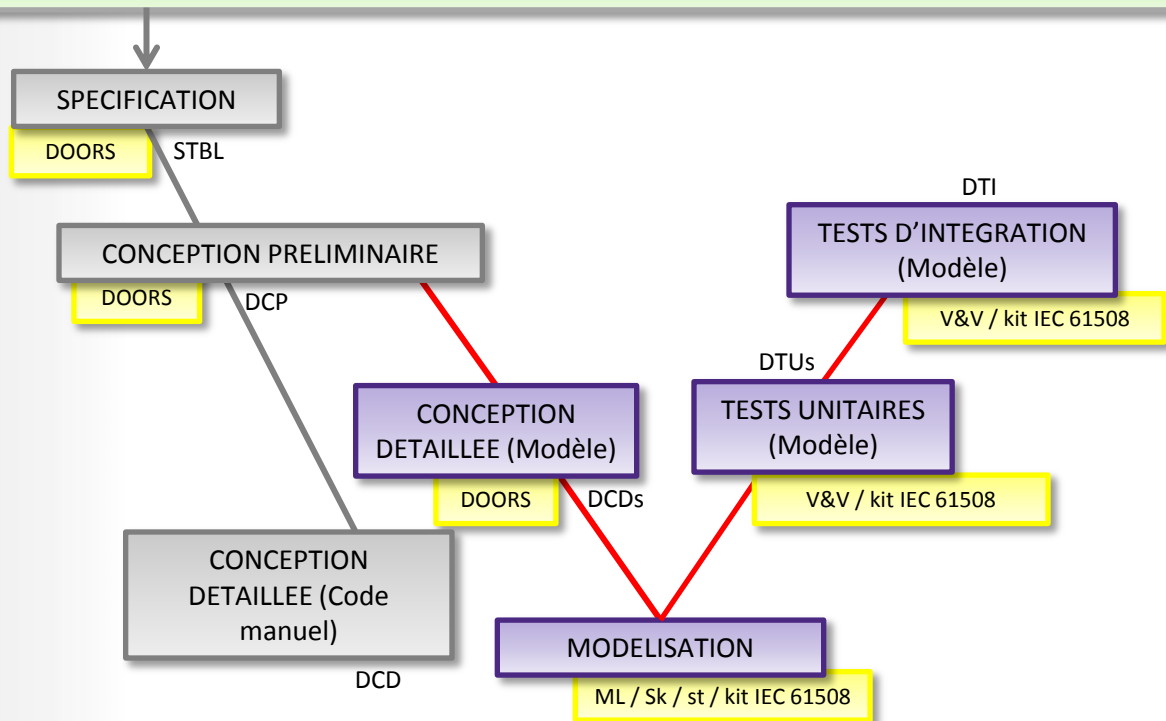 SPECIFICATION
DOORS
STBL
CONCEPTION PRELIMINAIRE
DOORS
DCP
DTI
TESTS D'INTEGRATION
(Modèle)
V&V / kit IEC 61508
DTUs
CONCEPTION
DETAILLEE (Modèle)
DOORS
DCDs
TESTS UNITAIRES
(Modèle)
V&V / kit IEC 61508
CONCEPTION
DETAILLEE (Code
manuel)
DCD
MODELISATION
ML / Sk / st / kit IEC 61508